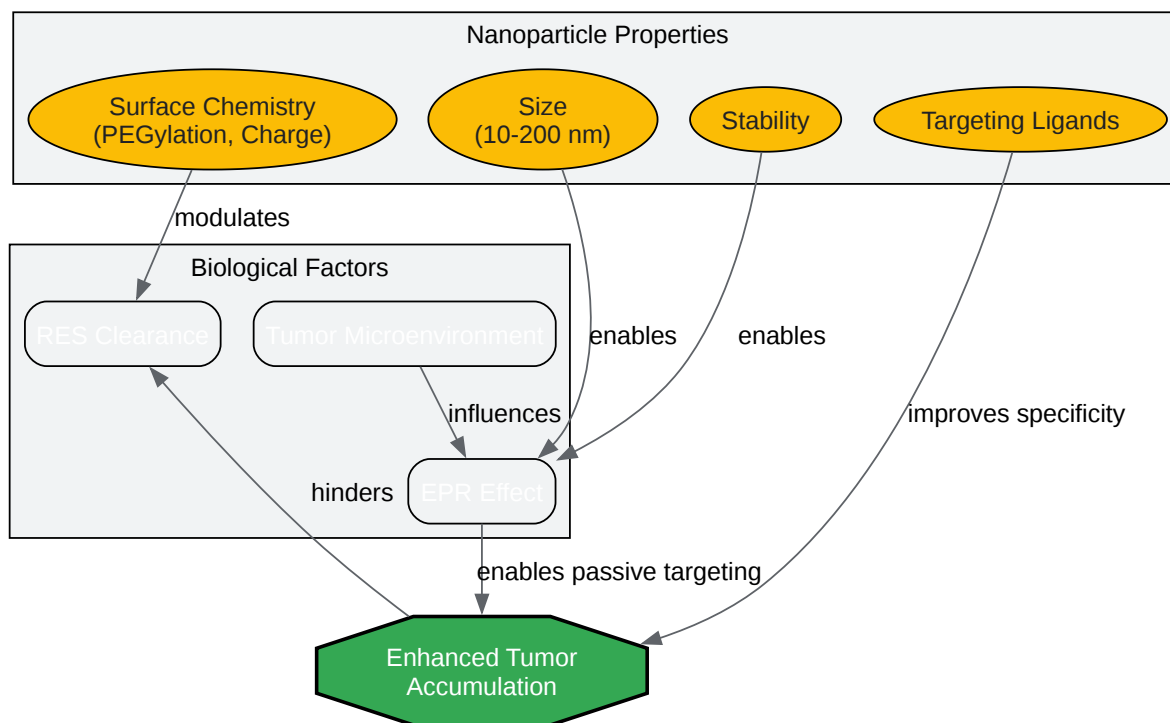 Nanoparticle Properties
Surface Chemistry
(PEGylation, Charge)
Size
(10-200 nm)
Stability
Targeting Ligands
modulates
Biological Factors
RES Clearance
Tumor Microenvironment
enables
enables
influences
improves specificity
hinders
EPR Effect
enables passive targeting
Enhanced Tumor
Accumulation